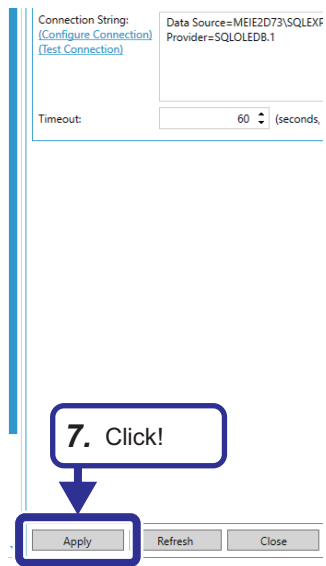 Connection String:
Data Source=MEIE2D73\SQLEXP
(Configure Connection)
Provider=SQLOLEDB.1
(Test Connection)
Timeout:
60
(seconds,
7. Click!
Apply
Refresh
Close